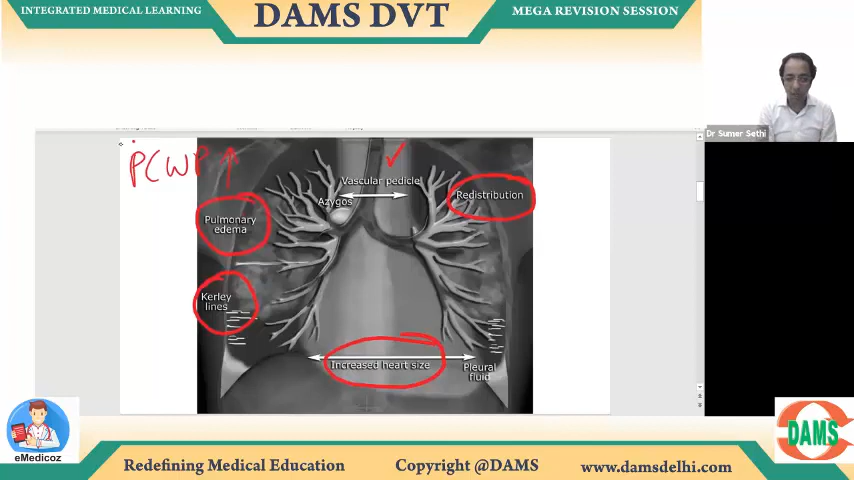 INTEGRATED MEDICAL LEARNING
DAMS DVT
MEGA REVISION SESSION
Dr Sumer Sethi
PCWP ↑
Vascular pedicle
Azygos
Redistribution
Pulmonary
edema
Kerley
lines
Increased heart size
Pleural
fluid
eMedicoz
DAMS
Redefining Medical Education
Copyright @DAMS
www.damsdelhi.com